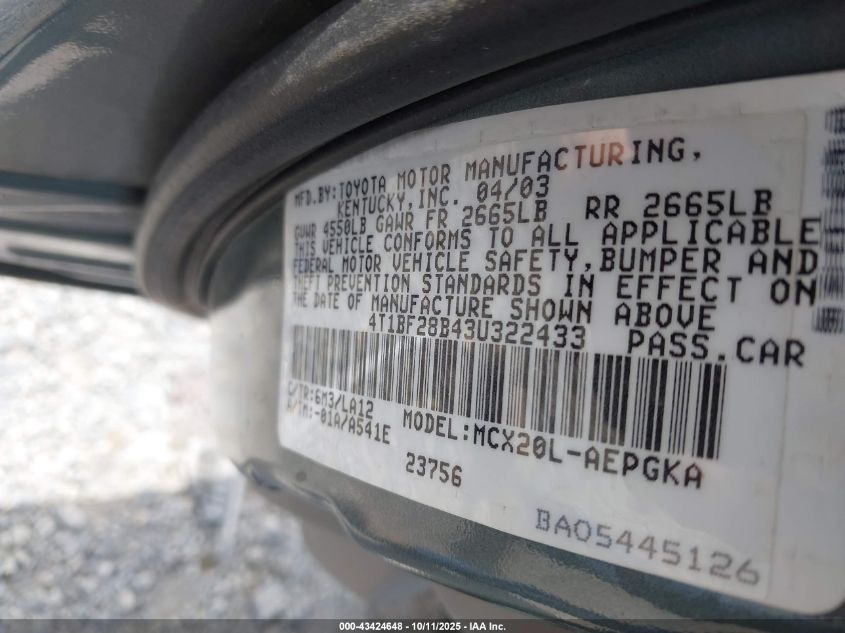 MFD.BY:TOYOTA MOTOR MANUFACTURING,
KENTUCKY,INC. 04/03
GVWR 4550LB GAWR FR 2665LB RR 2665LB
THIS VEHICLE CONFORMS TO ALL APPLICABLE
FEDERAL MOTOR VEHICLE SAFETY,BUMPER AND
THEFT PREVENTION STANDARDS IN EFFECT ON
THE DATE OF MANUFACTURE SHOWN ABOVE
4T1BF28B43U322433 PASS.CAR
C/TR:6M3/LA12
A/TM:-01A/A541E
MODEL:MCX20L-AEPGKA
23756
BA05445126
000-43424648 - 10/11/2025 - IAA Inc.